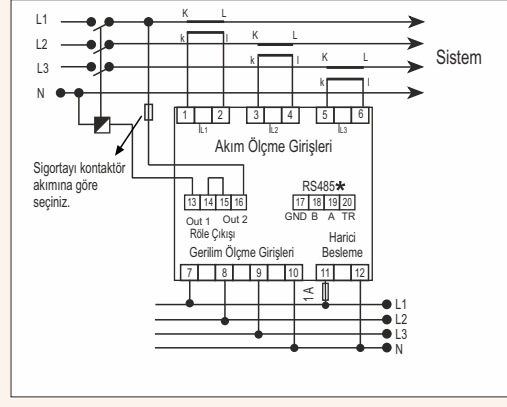 K L
L1
k l
K L
L2
k l
K L
L3
k l
Sistem
N
1 2 3 4 5 6
IL1 IL2 IL3
Akım Ölçme Girişleri
Sigortayı kontaktör
akımına göre
seçiniz.
RS485*
13 14 15 16
17 18 19 20
GND B A TR
Out 1 Out 2
Röle Çıkışı
Harici
Besleme
Gerilim Ölçme Girişleri
7 8 9 10 11 12
1 A
L1
L2
L3
N